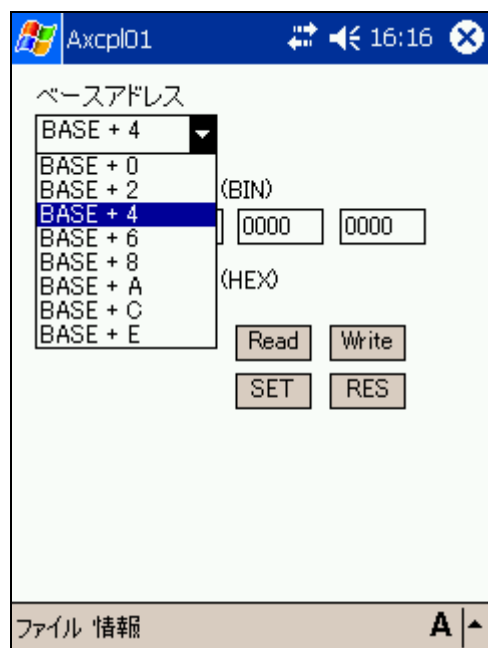 Axcpl01 16:16
ベースアドレス
BASE + 4
BASE + 0
BASE + 2
(BIN)
BASE + 4
0000 0000
BASE + 6
BASE + 8
BASE + A
(HEX)
BASE + C
BASE + E
Read Write
SET RES
ファイル 情報 A